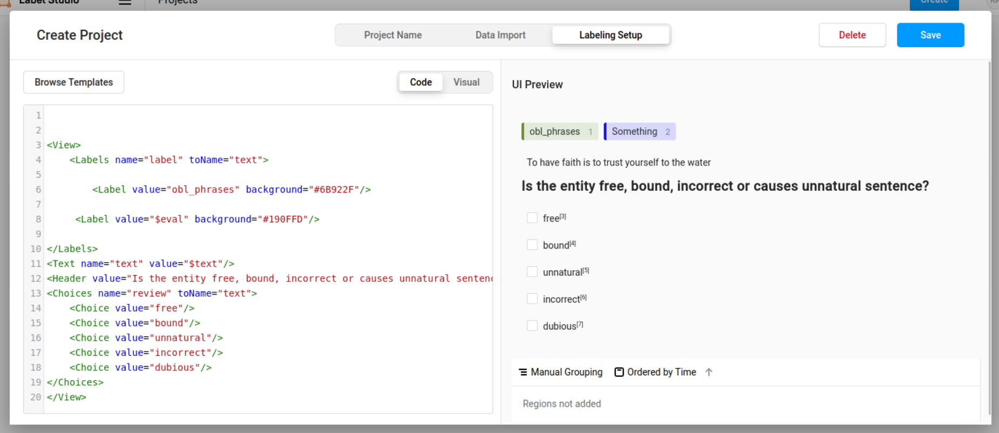 Label Studio
Projects
Create
Create Project
Project Name
Data Import
Labeling Setup
Delete
Save
Browse Templates
Code
Visual
1
2
3 <View>
4 <Labels name="label" toName="text">
5
6 <Label value="obl_phrases" background="#6B922F"/>
7
8 <Label value="$eval" background="#190FFD"/>
9
10 </Labels>
11 <Text name="text" value="$text"/>
12 <Header value="Is the entity free, bound, incorrect or causes unnatural sentenc
13 <Choices name="review" toName="text">
14 <Choice value="free"/>
15 <Choice value="bound"/>
16 <Choice value="unnatural"/>
17 <Choice value="incorrect"/>
18 <Choice value="dubious"/>
19 </Choices>
20 </View>
UI Preview
obl_phrases 1
Something 2
To have faith is to trust yourself to the water
Is the entity free, bound, incorrect or causes unnatural sentence?
free[3]
bound[4]
unnatural[5]
incorrect[6]
dubious[7]
Manual Grouping
Ordered by Time
Regions not added